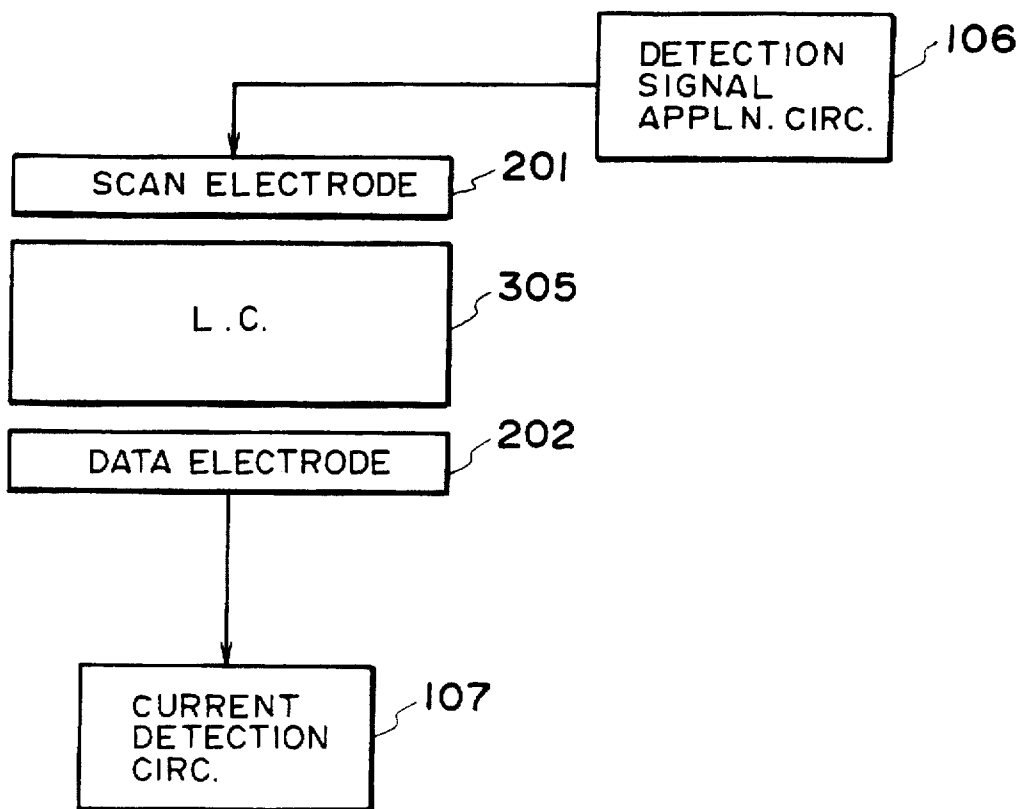 DETECTION
SIGNAL
APPLN. CIRC.
106
SCAN ELECTRODE
201
L.C.
305
DATA ELECTRODE
202
CURRENT
DETECTION
CIRC.
107